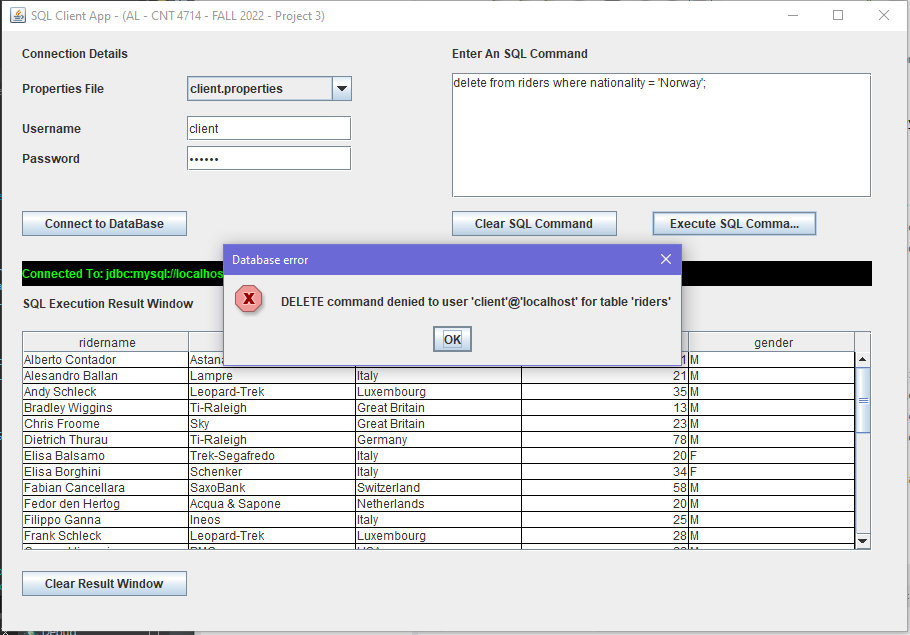 SQL Client App - (AL - CNT 4714 - FALL 2022 - Project 3)
Connection Details
Enter An SQL Command
Properties File
client.properties
delete from riders where nationality = 'Norway';
Username
client
Password
••••••
Connect to DataBase
Clear SQL Command
Execute SQL Comma...
Database error
Connected To: jdbc:mysql://localhos
DELETE command denied to user 'client'@'localhost' for table 'riders'
SQL Execution Result Window
OK
ridername gender
Alberto Contador Astana 1 M
Alesandro Ballan Lampre Italy 21 M
Andy Schleck Leopard-Trek Luxembourg 35 M
Bradley Wiggins Ti-Raleigh Great Britain 13 M
Chris Froome Sky Great Britain 23 M
Dietrich Thurau Ti-Raleigh Germany 78 M
Elisa Balsamo Trek-Segafredo Italy 20 F
Elisa Borghini Schenker Italy 34 F
Fabian Cancellara SaxoBank Switzerland 58 M
Fedor den Hertog Acqua & Sapone Netherlands 20 M
Filippo Ganna Ineos Italy 25 M
Frank Schleck Leopard-Trek Luxembourg 28 M
Clear Result Window